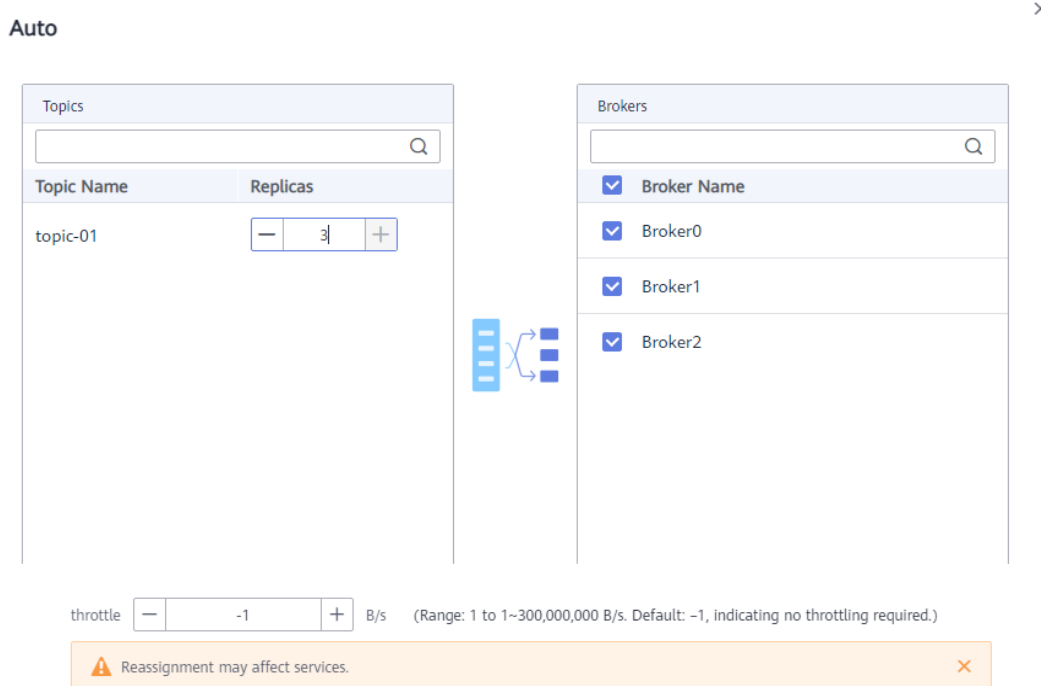 Auto
Topics
Topic Name Replicas
topic-01 3
Brokers
Broker Name
Broker0
Broker1
Broker2
throttle -1 B/s (Range: 1 to 1~300,000,000 B/s. Default: –1, indicating no throttling required.)
Reassignment may affect services.